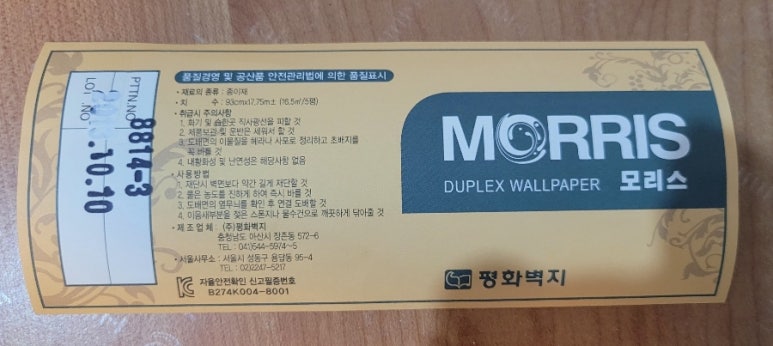 PTTN.NO
8814-3
LOT .NO
10.10
품질경영 및 공산품 안전관리법에 의한 품질표시
• 재료의 종류 : 종이제
• 치 수 : 93cm×17.75m± (16.5㎡/5평)
• 취급시 주의사항
1. 화기 및 습한곳 직사광선을 피할 것
2. 제품보관 및 운반은 세워서 할 것
3. 도배면의 이물질을 헤라나 사포로 정리하고 초배지를
꼭 바를 것
4. 내황화성 및 난연성은 해당사항 없음
• 사용방법
1. 재단시 벽면보다 약간 길게 재단할 것
2. 풀은 농도를 진하게 하여 즉시 바를 것
3. 도배면의 옆무늬를 확인 후 연결 도배할 것
4. 이음새부분을 젖은 스폰지나 물수건으로 깨끗하게 닦아줄 것
• 제 조 업 체 : (주)평화벽지
충청남도 아산시 장존동 572-6
TEL : 041)544-5974~5
• 서울사무소 : 서울시 성동구 용답동 95-4
TEL : 02)2247-5217
자율안전확인 신고필증번호
B274K004-8001
MORRIS
DUPLEX WALLPAPER 모리스
평화벽지